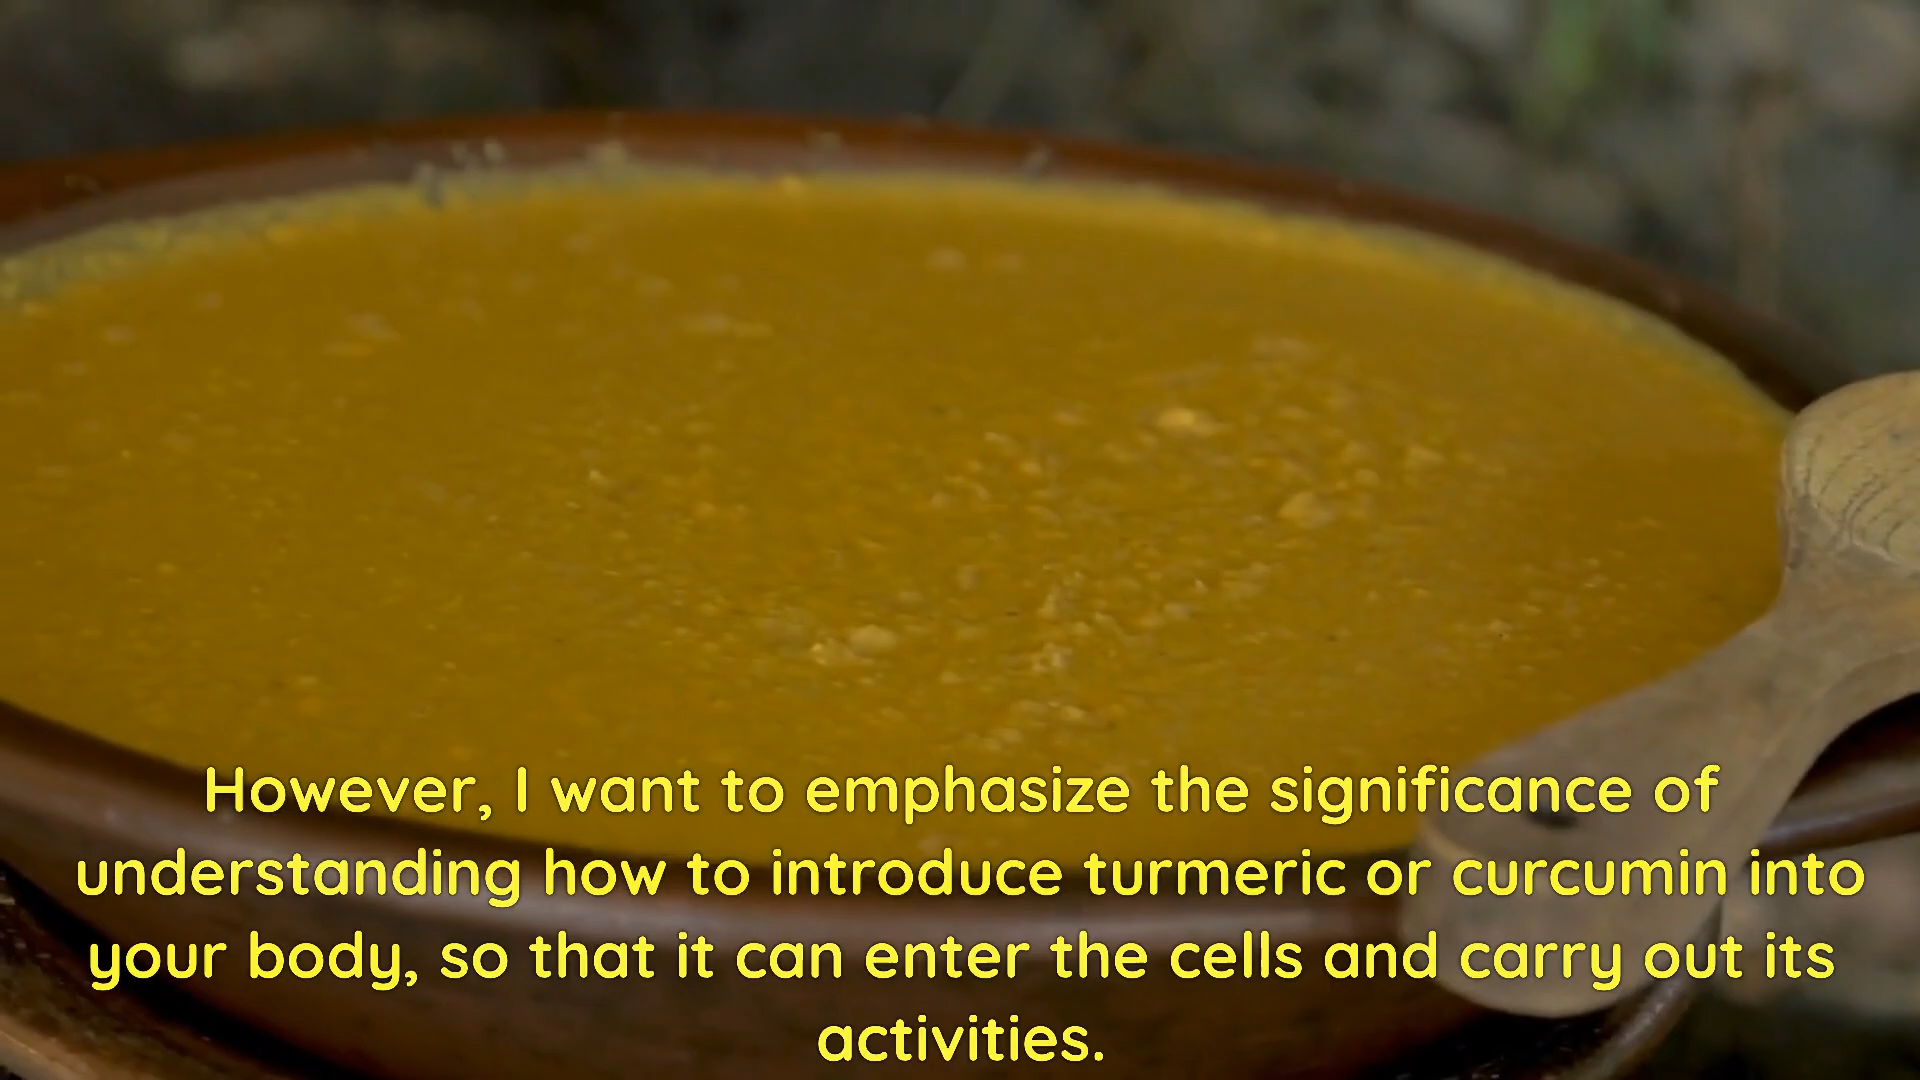 However, I want to emphasize the significance of
understanding how to introduce turmeric or curcumin into
your body, so that it can enter the cells and carry out its
activities.